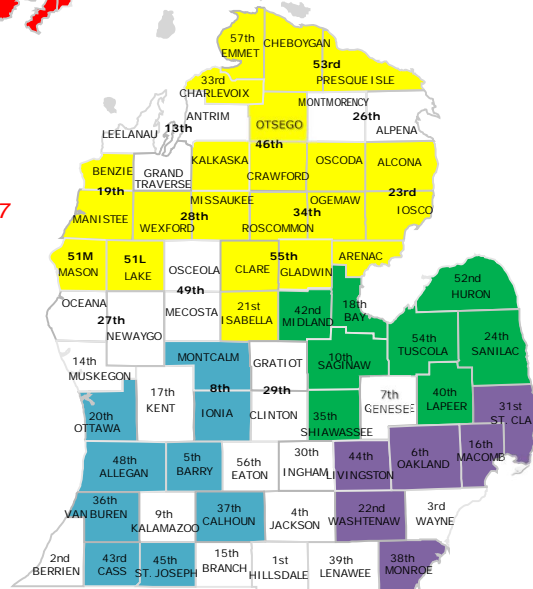 57th
EMMET
CHEBOYGAN
53rd
PRESQUE ISLE
33rd
CHARLEVOIX
MONTMORENCY
ANTRIM
OTSEGO
26th
ALPENA
LEELANAU
13th
46th
KALKASKA
CRAWFORD
OSCODA
ALCONA
BENZIE
GRAND
TRAVERSE
19th
MISSAUKEE
OGEMAW
23rd
IOSCO
7
MANISTEE
28th
WEXFORD
34th
ROSCOMMON
51M
MASON
51L
LAKE
OSCEOLA
55th
CLARE
GLADWIN
ARENAC
52nd
HURON
49th
OCEANA
27th
NEWAYGO
MECOSTA
21st
ISABELLA
42nd
MIDLAND
18th
BAY
54th
TUSCOLA
24th
SANILAC
14th
MUSKEGON
MONTCALM
GRATIOT
10th
SAGINAW
17th
KENT
8th
IONIA
29th
CLINTON
7th
GENESEE
40th
LAPEER
31st
ST. CLA
20th
OTTAWA
35th
SHIAWASSEE
48th
ALLEGAN
5th
BARRY
56th
EATON
30th
INGHAM
44th
LIVINGSTON
6th
OAKLAND
16th
MACOMB
36th
VAN BUREN
9th
KALAMAZOO
37th
CALHOUN
4th
JACKSON
22nd
WASHTENAW
3rd
WAYNE
2nd
BERRIEN
43rd
CASS
45th
ST. JOSEPH
15th
BRANCH
1st
HILLSDALE
39th
LENAWEE
38th
MONROE